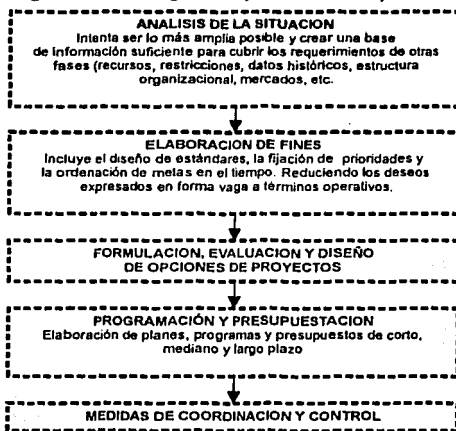 ANALISIS DE LA SITUACION
Intenta ser lo más amplia posible y crear una base
de información suficiente para cubrir los requerimientos de otras
fases (recursos, restricciones, datos históricos, estructura
organizacional, mercados, etc.
ELABORACION DE FINES
Incluye el diseño de estándares, la fijación de prioridades y
la ordenación de metas en el tiempo. Reduciendo los deseos
expresados en forma vaga a términos operativos.
FORMULACION, EVALUACION Y DISEÑO
DE OPCIONES DE PROYECTOS
PROGRAMACIÓN Y PRESUPUESTACION
Elaboración de planes, programas y presupuestos de corto,
mediano y largo plazo
MEDIDAS DE COORDINACION Y CONTROL